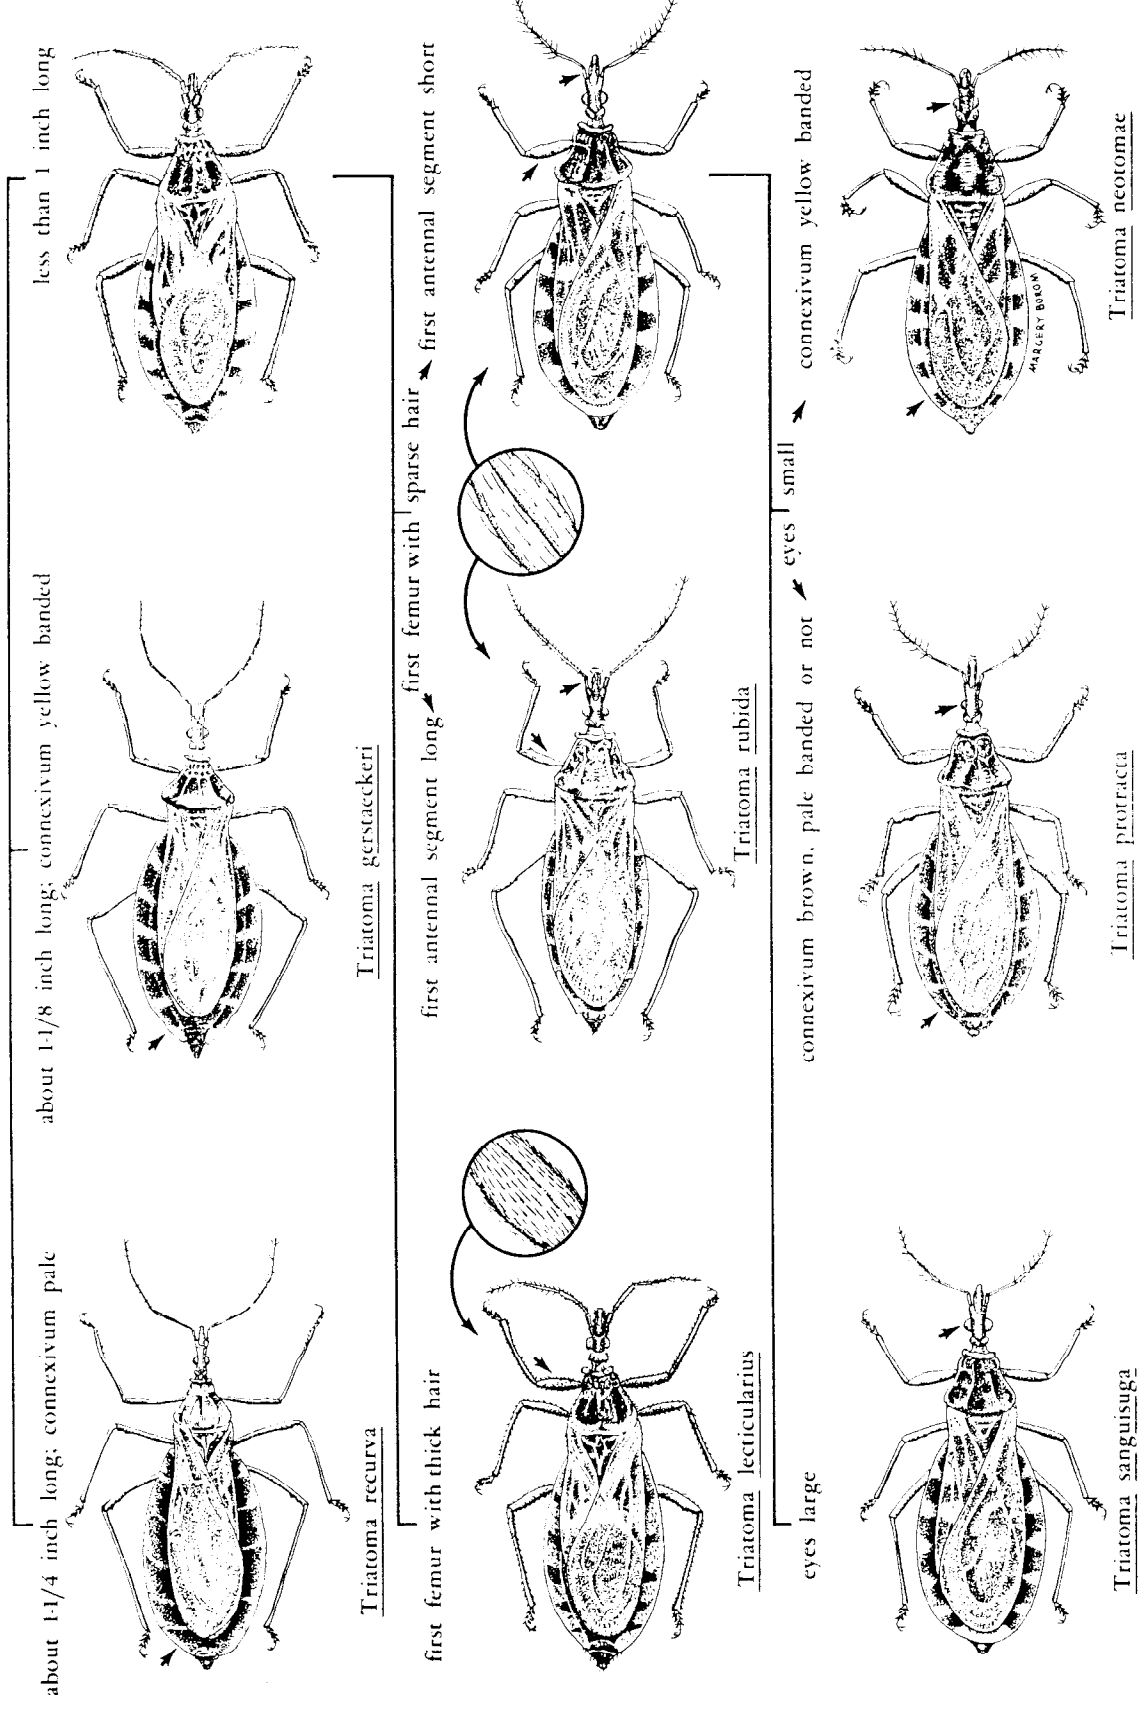 about 1-1/4 inch long; connexivum pale
about 1-1/8 inch long; connexivum yellow banded
less than 1 inch long
Triatoma recurva
Triatoma gerstaeckeri
first femur with thick hair
first femur with sparse hair
first antennal segment long
first antennal segment short
Triatoma lecticularius
Triatoma rubida
eyes large
eyes small
connexivum brown, pale banded or not
connexivum yellow banded
MARGERY BOROM
Triatoma sanguisuga
Triatoma protracta
Triatoma neotomae